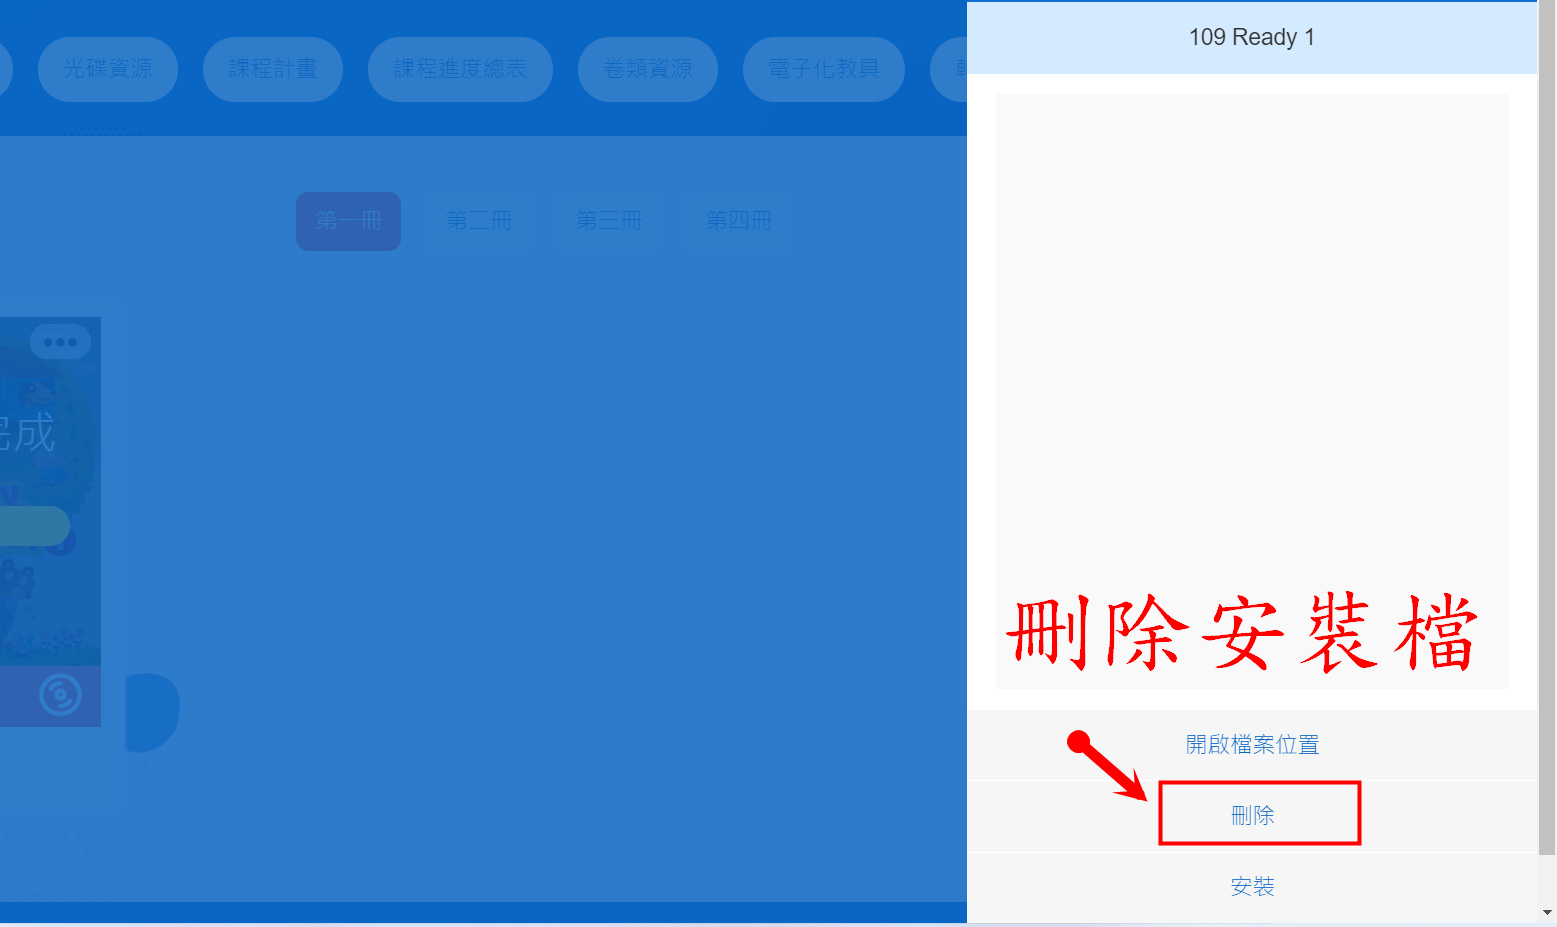 109 Ready 1
光碟資源
課程計畫
課程進度總表
卷類資源
電子化教具
第一冊
第二冊
第三冊
第四冊
完成
刪除安裝檔
開啟檔案位置
刪除
安裝